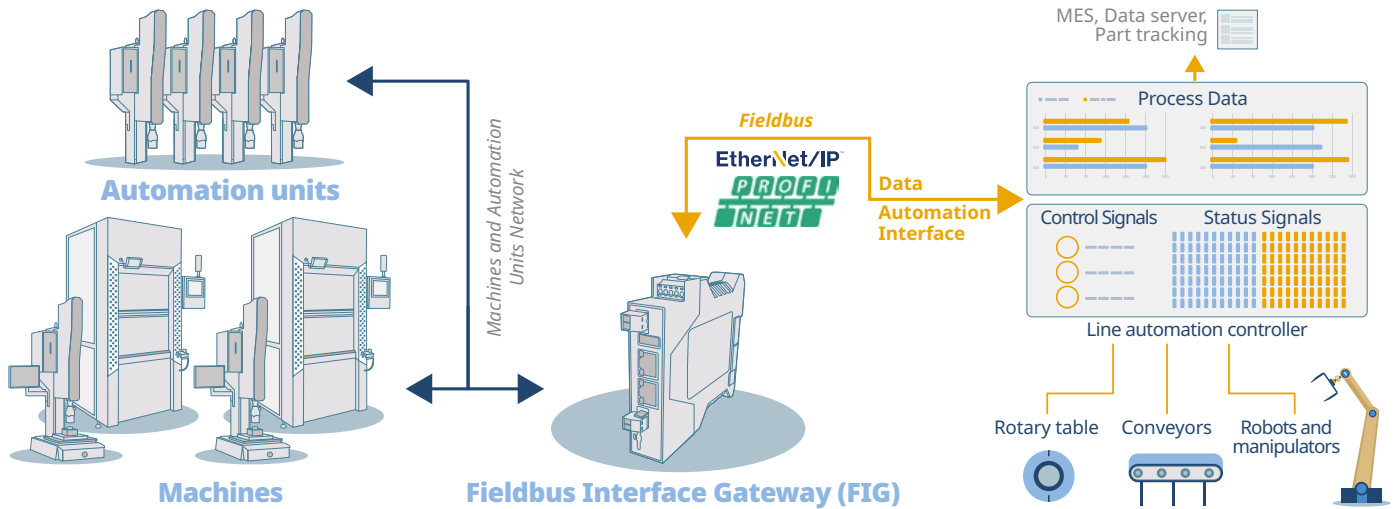 MES, Data server,
Part tracking
Process Data
Fieldbus
EtherNet/IP™
PROFI
NET
Data
Automation
Interface
Control Signals
Status Signals
Line automation controller
Automation units
Machines and Automation
Units Network
Rotary table
Conveyors
Robots and
manipulators
Machines
Fieldbus Interface Gateway (FIG)